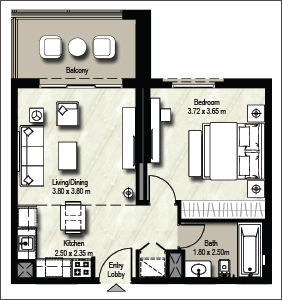 Balcony
Bedroom
3.72 x 3.65 m
Living/Dining
3.80 x 3.80 m
Kitchen
2.50 x 2.35 m
Entry
Lobby
Bath
1.60 x 2.50m